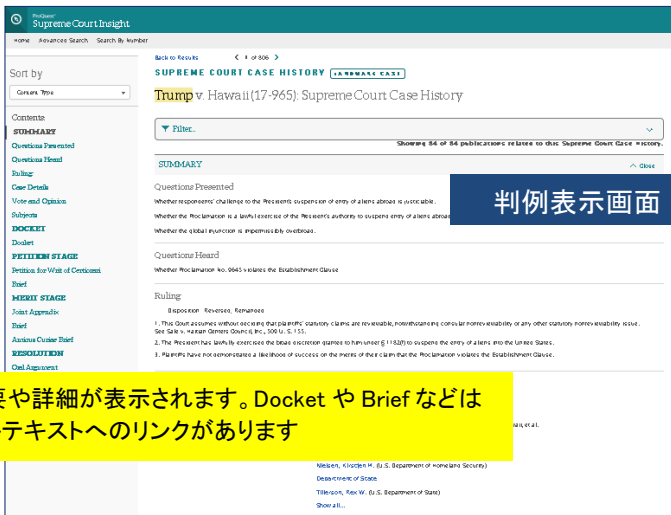 ProQuest
Supreme Court Insight
Home Advanced Search Search By Number
Back to Results
of 806
Sort by
SUPREME COURT CASE HISTORY LANDMARK CASE
Content Type
Trump v. Hawaii (17-965): Supreme Court Case History
Contents
SUMMARY
Filter...
Questions Presented
Showing 84 of 84 publications related to this Supreme Court Case History.
Questions Heard
Ruling
SUMMARY
Close
Case Details
Vote and Opinion
Questions Presented
Subjects
Whether respondents' challenge to the President's suspension of entry of aliens abroad is justiciable.
判例表示画面
DOCKET
Whether the Proclamation is a lawful exercise of the President's authority to suspend entry of aliens abroad
Docket
Whether the global injunction is impermissibly overbroad.
PETITION STAGE
Petition for Writ of Certiorari
Questions Heard
Brief
Whether Proclamation No. 9645 violates the Establishment Clause
MERIT STAGE
Joint Appendix
Ruling
Brief
Disposition: Reversed, Remanded
Amicus Curiae Brief
1. This Court assumes without deciding that plaintiffs' statutory claims are reviewable, notwithstanding consular nonreviewability or any other statutory nonreviewability issue.
See Sale v. Haitian Centers Council, Inc., 509 U. S. 155.
RESOLUTION
2. The President has lawfully exercised the broad discretion granted to him under § 1182(f) to suspend the entry of aliens into the United States.
Oral Argument
3. Plaintiffs have not demonstrated a likelihood of success on the merits of their claim that the Proclamation violates the Establishment Clause.
要や詳細が表示されます。Docket や Brief などは
テキストへのリンクがあります
et al.
Nielsen, Kirstjen M. (U.S. Department of Homeland Security)
Department of State
Tillerson, Rex W. (U.S. Department of State)
Show all...